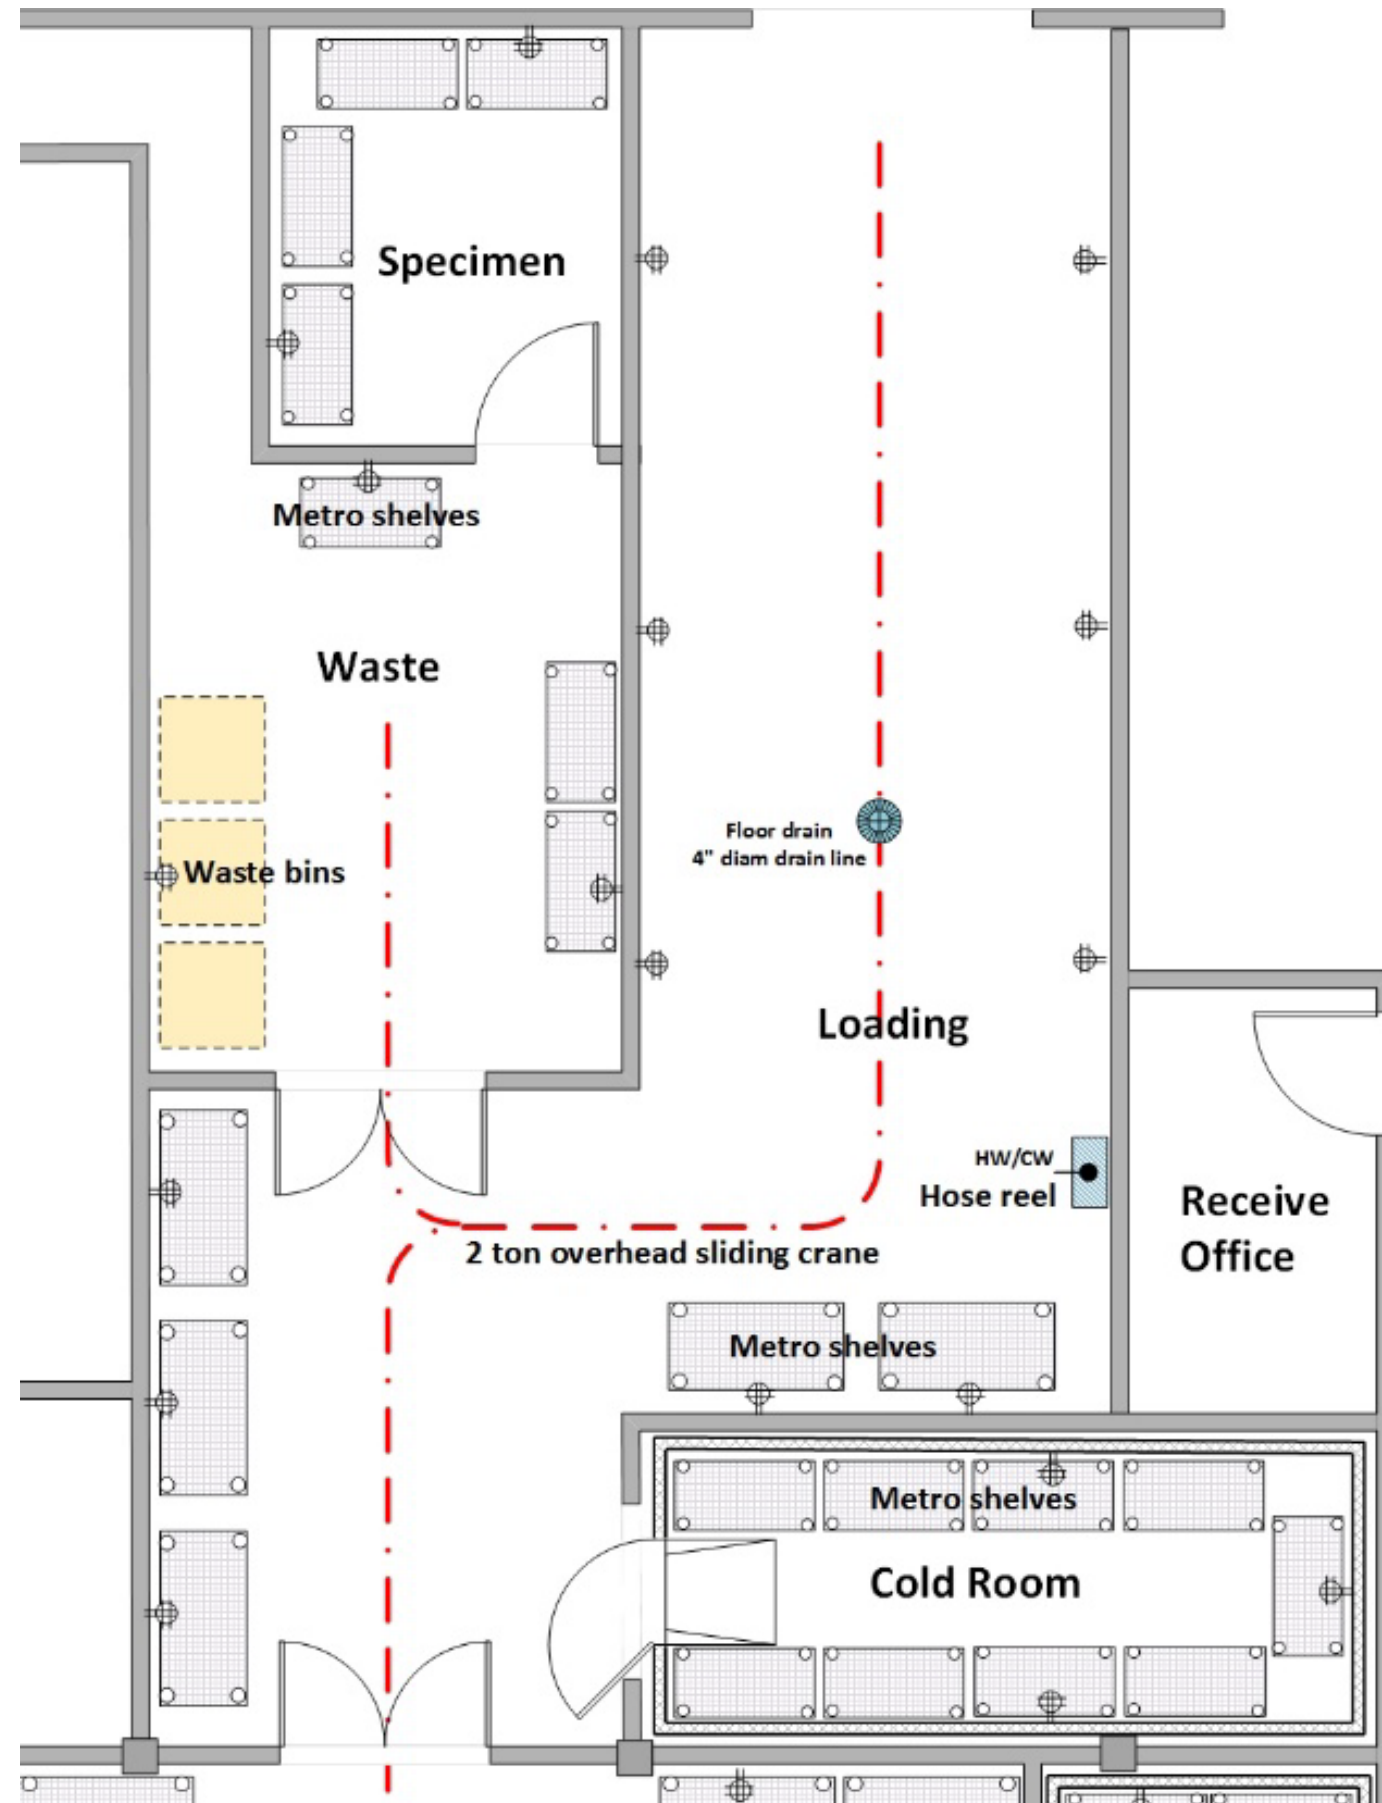 Specimen
Metro shelves
Waste
Floor drain
4" diam drain line
Waste bins
Loading
HW/CW
Hose reel
Receive
Office
2 ton overhead sliding crane
Metro shelves
Metro shelves
Cold Room